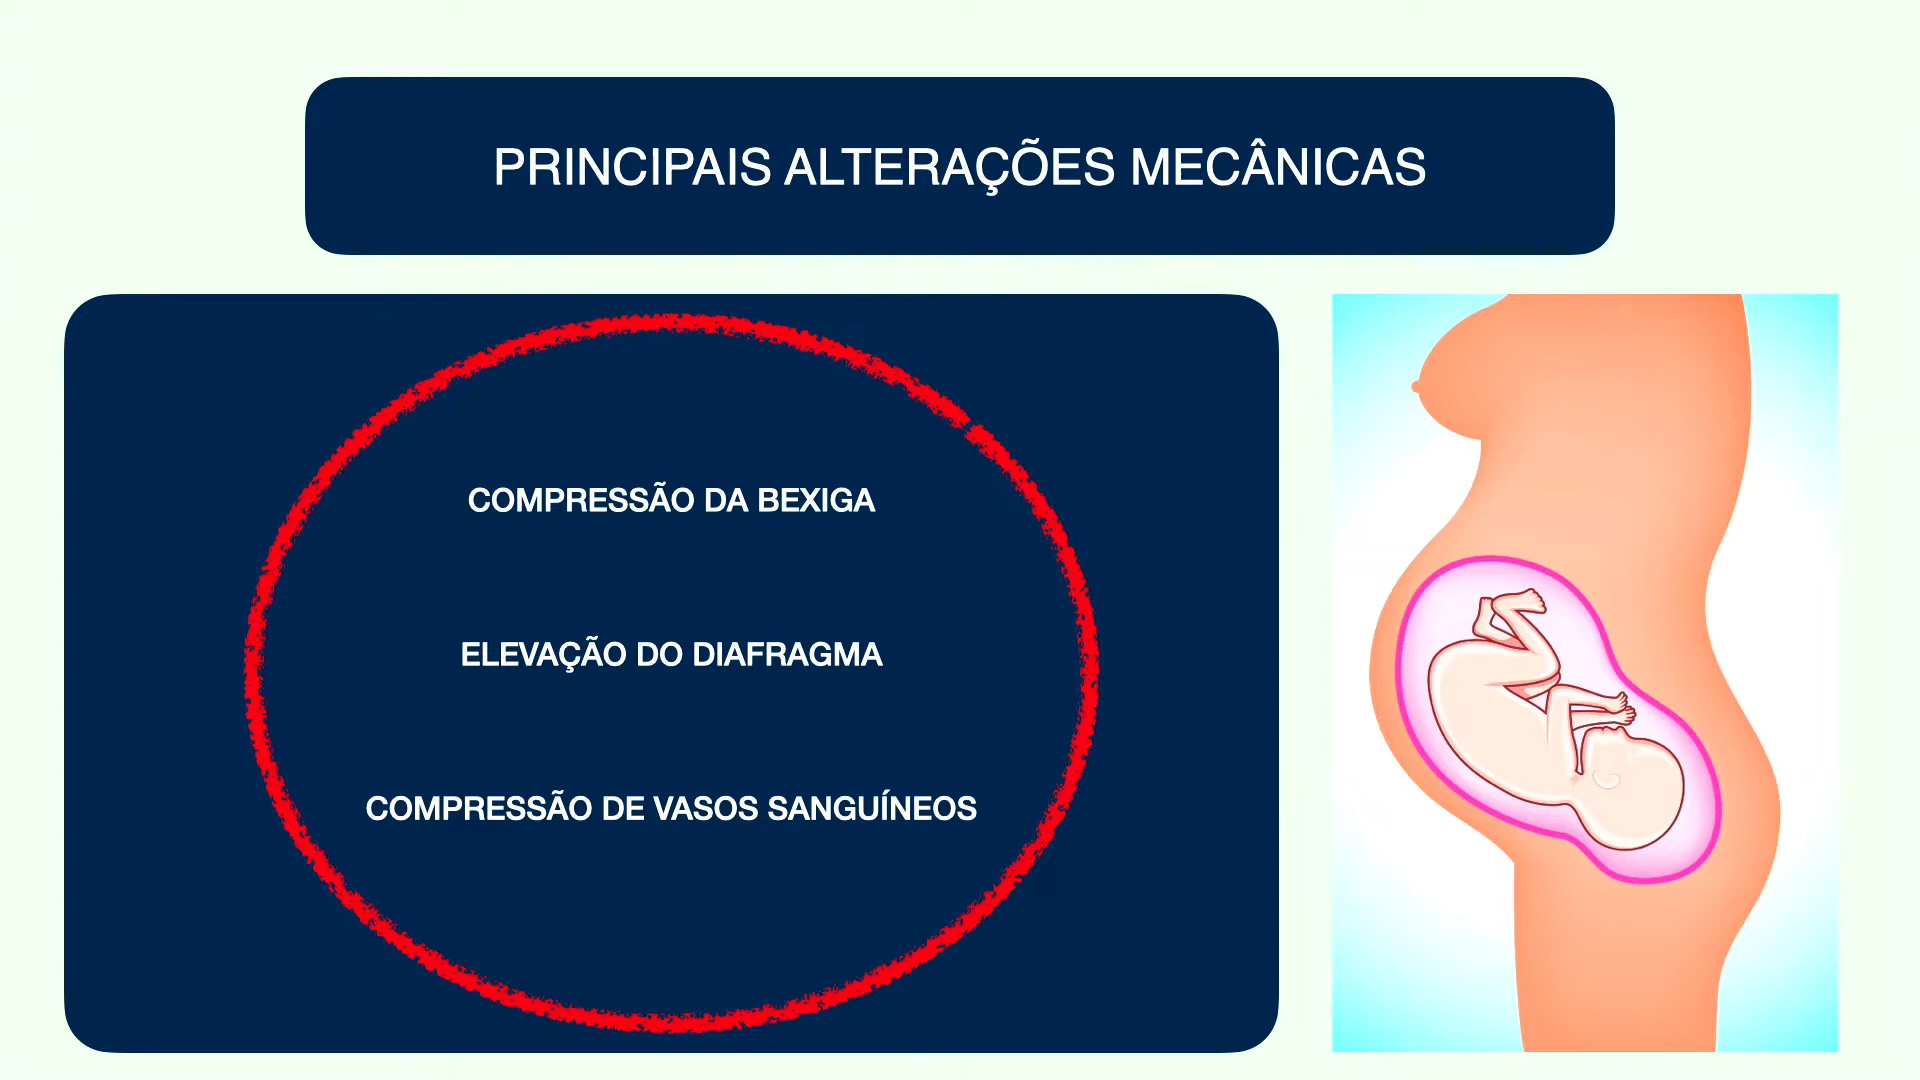 PRINCIPAIS ALTERAÇÕES MECÂNICAS
COMPRESSÃO DA BEXIGA
ELEVAÇÃO DO DIAFRAGMA
COMPRESSÃO DE VASOS SANGUÍNEOS